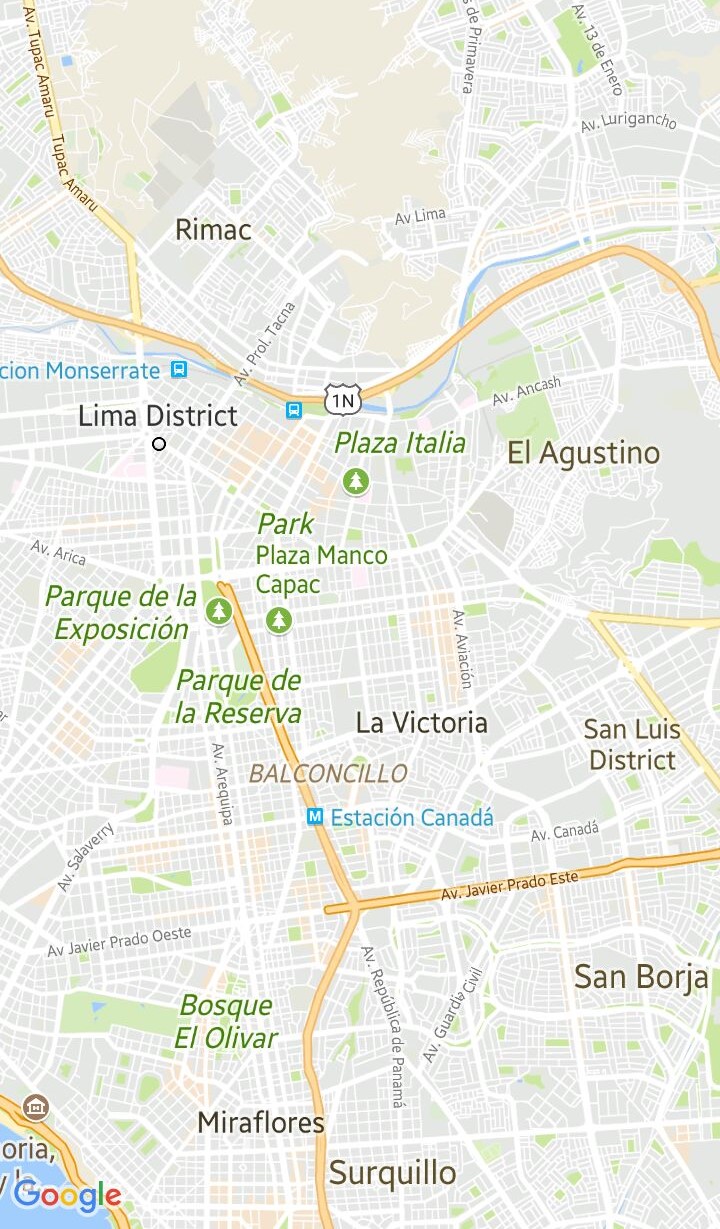 Av. Tupac Amaru
s de Primavera
Av. 13 de Enero
Av. Lurigancho
Tupac Amaru
Av Lima
Rimac
Av. Prol. Tacna
cion Monserrate
1N
Av. Ancash
Lima District
Plaza Italia
El Agustino
Park
Plaza Manco
Capac
Av. Arica
Parque de la
Exposición
Av. Aviación
Parque de
la Reserva
La Victoria
San Luis
District
Av. Arequipa
BALCONCILLO
M
Estación Canadá
Av. Canadá
Av. Salaverry
Av. Javier Prado Este
Av Javier Prado Oeste
San Borja
Av. República de Panamá
Av. Guardia Civil
Bosque
El Olivar
Miraflores
oria,
Surquillo
Google